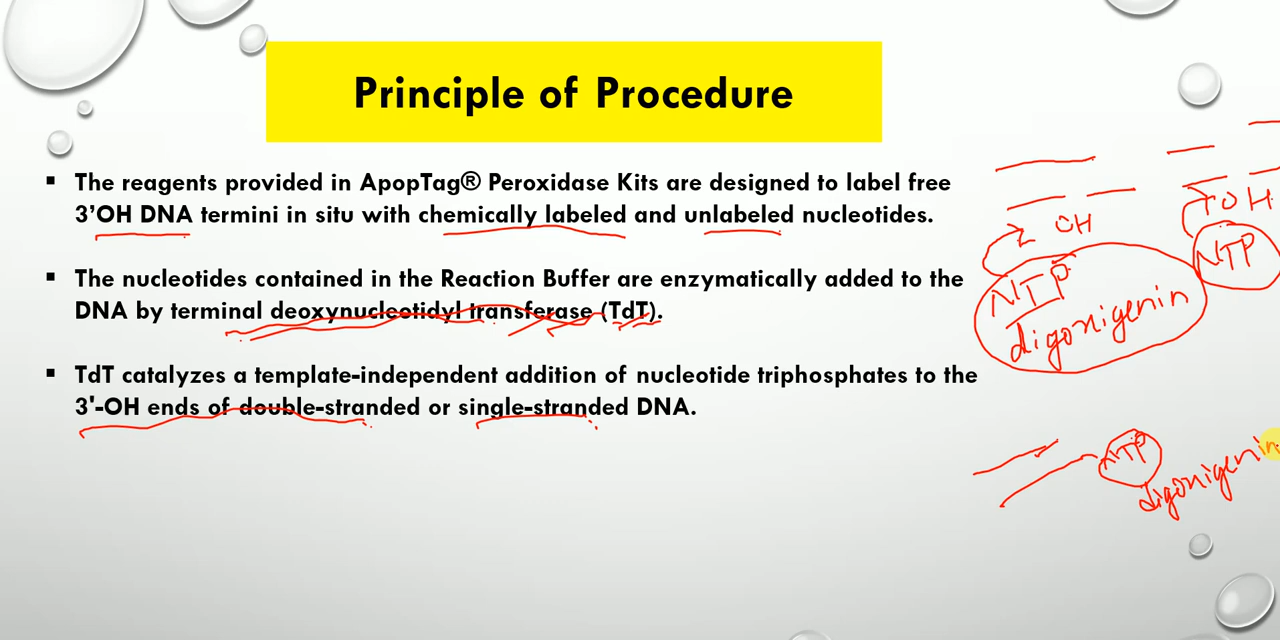 Principle of Procedure
▪ The reagents provided in ApopTag® Peroxidase Kits are designed to label free
3’OH DNA termini in situ with chemically labeled and unlabeled nucleotides.
▪ The nucleotides contained in the Reaction Buffer are enzymatically added to the
DNA by terminal deoxynucleotidyl transferase (TdT).
▪ TdT catalyzes a template-independent addition of nucleotide triphosphates to the
3'-OH ends of double-stranded or single-stranded DNA.
OH
OH
NTP
NTP
digonigenin
NTP
digonigenin